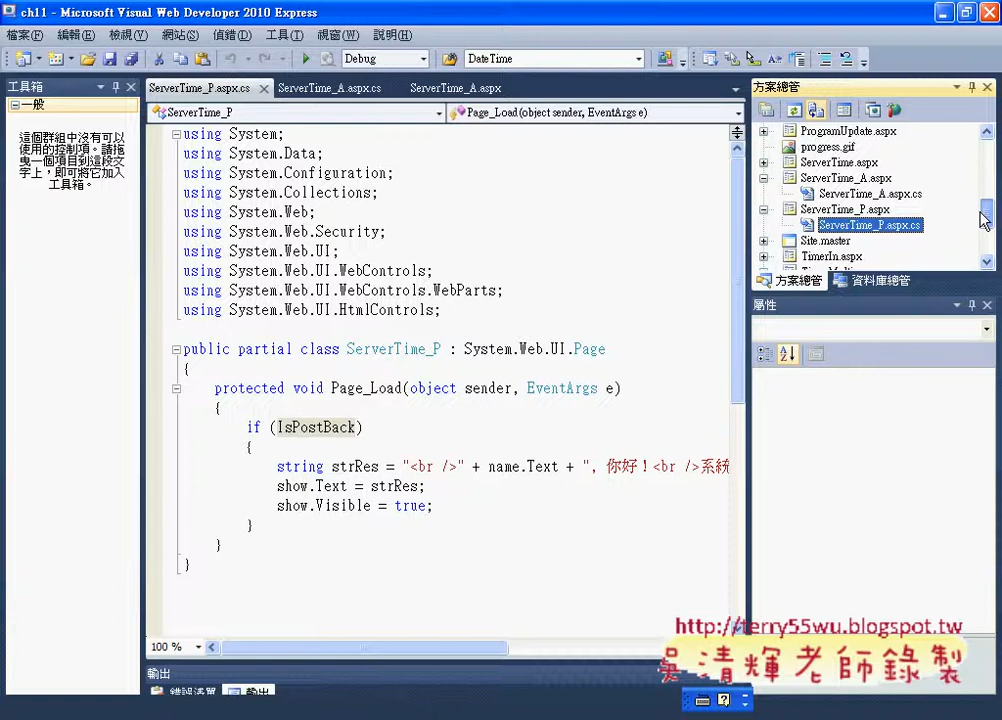 ch11 - Microsoft Visual Web Developer 2010 Express
檔案(F) 編輯(E) 檢視(V) 網站(S) 偵錯(D) 工具(T) 視窗(W) 說明(H)
Debug DateTime
工具箱
一般
這個群組中沒有可以
使用的控制項。請拖
曳一個項目到這段文
字上，即可將它加入
工具箱。
ServerTime_P.aspx.cs ServerTime_A.aspx.cs ServerTime_A.aspx
ServerTime_P Page_Load(object sender, EventArgs e)
using System;
using System.Data;
using System.Configuration;
using System.Collections;
using System.Web;
using System.Web.Security;
using System.Web.UI;
using System.Web.UI.WebControls;
using System.Web.UI.WebControls.WebParts;
using System.Web.UI.HtmlControls;
public partial class ServerTime_P : System.Web.UI.Page
{
protected void Page_Load(object sender, EventArgs e)
{
if (IsPostBack)
{
string strRes = "<br />" + name.Text + ", 你好！<br />系統
show.Text = strRes;
show.Visible = true;
}
}
}
100 %
輸出
錯誤清單 輸出
方案總管
ProgramUpdate.aspx
progress.gif
ServerTime.aspx
ServerTime_A.aspx
ServerTime_A.aspx.cs
ServerTime_P.aspx
ServerTime_P.aspx.cs
Site.master
TimerIn.aspx
方案總管 資料庫總管
屬性
http://terry55wu.blogspot.tw
吳清輝老師錄製